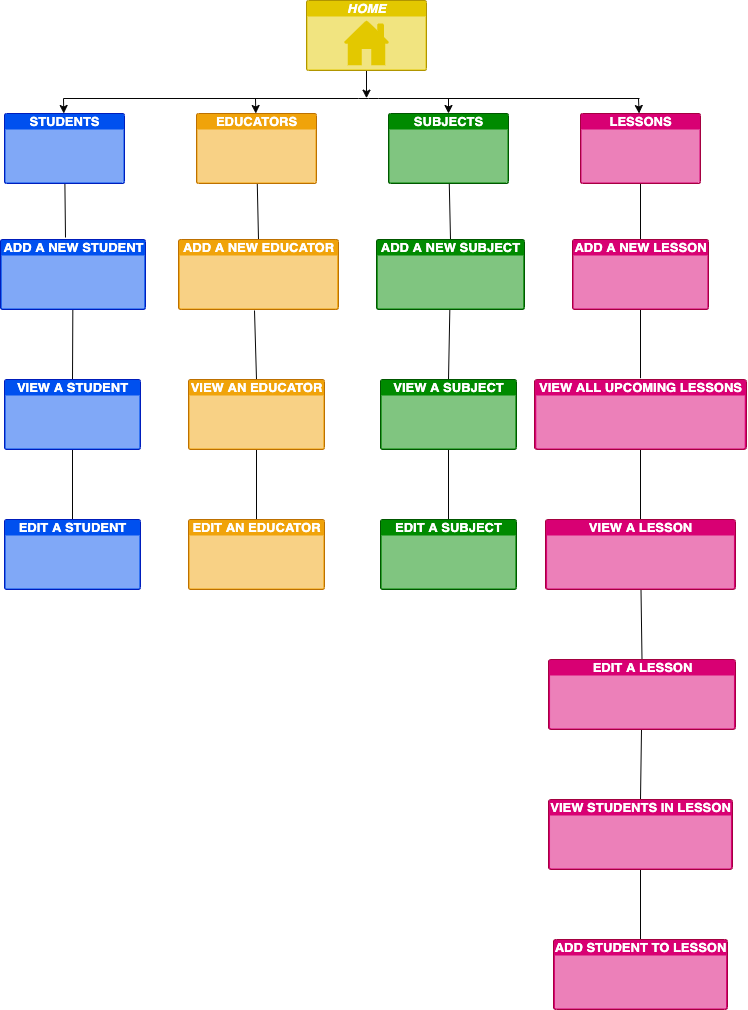 HOME
STUDENTS
EDUCATORS
SUBJECTS
LESSONS
ADD A NEW STUDENT
ADD A NEW EDUCATOR
ADD A NEW SUBJECT
ADD A NEW LESSON
VIEW A STUDENT
VIEW AN EDUCATOR
VIEW A SUBJECT
VIEW ALL UPCOMING LESSONS
EDIT A STUDENT
EDIT AN EDUCATOR
EDIT A SUBJECT
VIEW A LESSON
EDIT A LESSON
VIEW STUDENTS IN LESSON
ADD STUDENT TO LESSON